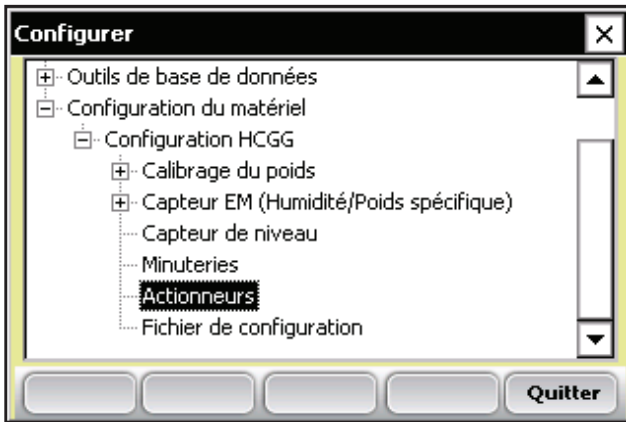 Configurer
Outils de base de données
Configuration du matériel
Configuration HCGG
Calibrage du poids
Capteur EM (Humidité/Poids spécifique)
Capteur de niveau
Minuteries
Actionneurs
Fichier de configuration
Quitter